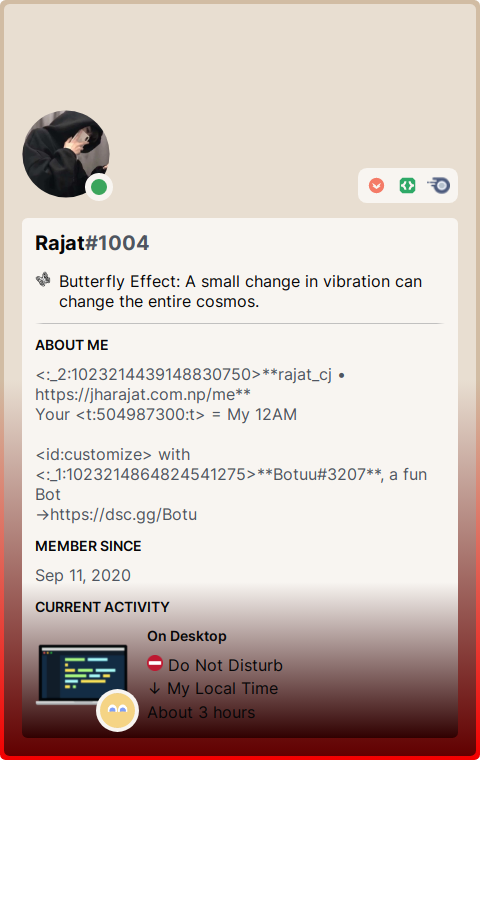 Rajat#1004
Butterfly Effect: A small change in vibration can
change the entire cosmos.
ABOUT ME
<:_2:1023214439148830750>**rajat_cj •
https://jharajat.com.np/me**
Your <t:504987300:t> = My 12AM
<id:customize> with
<:_1:1023214864824541275>**Botuu#3207**, a fun
Bot
→https://dsc.gg/Botu
MEMBER SINCE
Sep 11, 2020
CURRENT ACTIVITY
On Desktop
Do Not Disturb
↓ My Local Time
About 3 hours